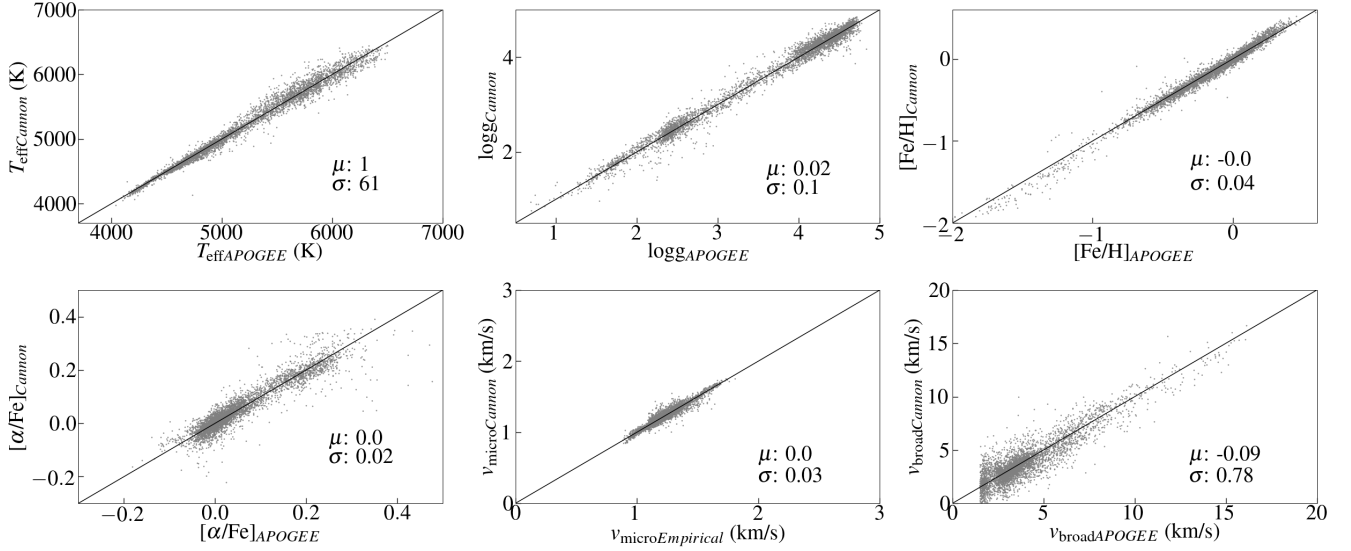 7000
6000
5000
4000
T_effCannon (K)
μ: 1
σ: 61
4000 5000 6000 7000
T_effAPOGEE (K)
4
2
logg_Cannon
μ: 0.02
σ: 0.1
1 2 3 4 5
logg_APOGEE
0
−1
−2
[Fe/H]_Cannon
μ: -0.0
σ: 0.04
−2 −1 0
[Fe/H]_APOGEE
0.4
0.2
0.0
−0.2
[α/Fe]_Cannon
μ: 0.0
σ: 0.02
−0.2 0.0 0.2 0.4
[α/Fe]_APOGEE
3
2
1
0
v_microCannon (km/s)
μ: 0.0
σ: 0.03
0 1 2 3
v_microEmpirical (km/s)
20
15
10
5
0
v_broadCannon (km/s)
μ: -0.09
σ: 0.78
0 5 10 15 20
v_broadAPOGEE (km/s)